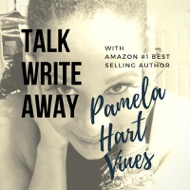 TALK
WRITE
AWAY
WITH
AMAZON #1 BEST
SELLING AUTHOR
Pamela
Hart
Vines